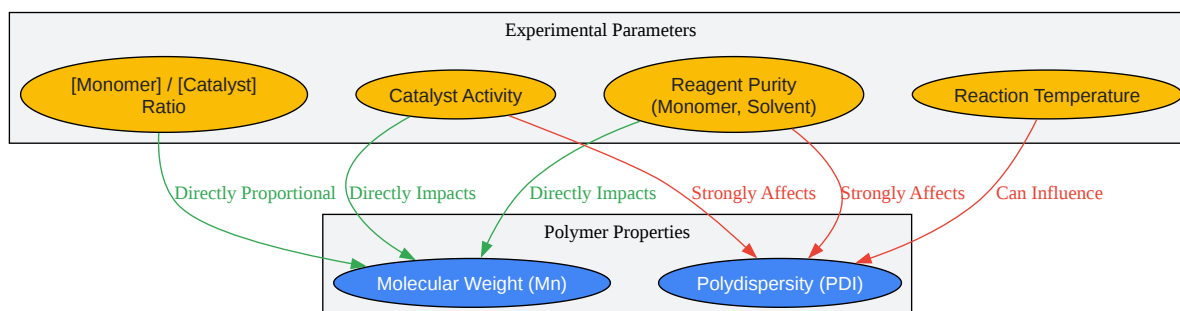 Experimental Parameters
[Monomer] / [Catalyst]
Ratio
Catalyst Activity
Reagent Purity
(Monomer, Solvent)
Reaction Temperature
Directly Proportional
Directly Impacts
Directly Impacts
Strongly Affects
Strongly Affects
Can Influence
Polymer Properties
Molecular Weight (Mn)
Polydispersity (PDI)